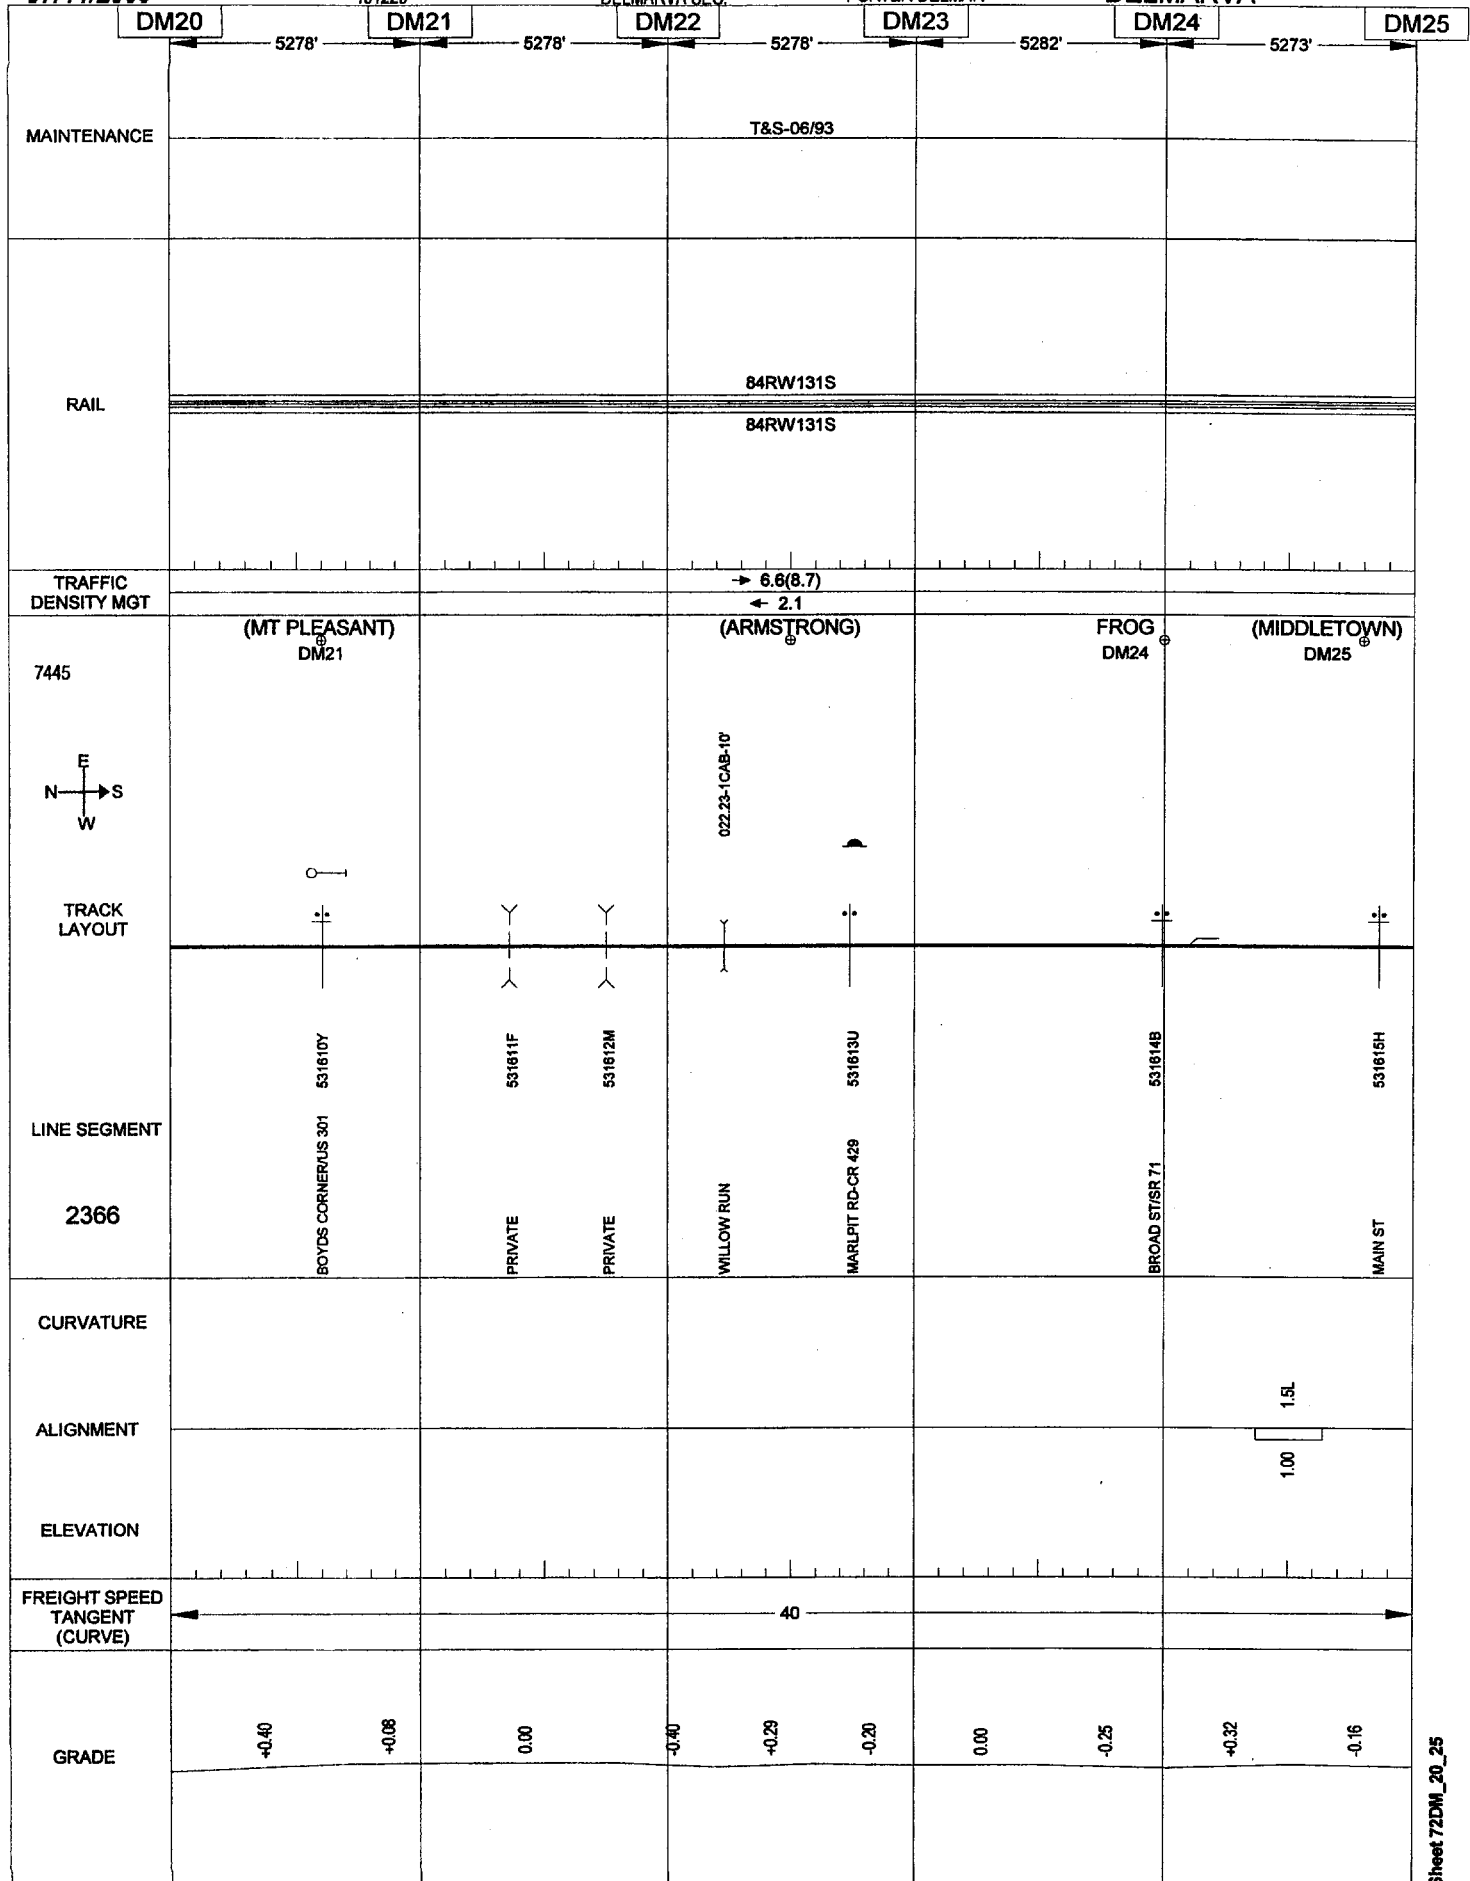 DM20 DM21 DM22 DM23 DM24 DM25
5278' 5278' 5278' 5282' 5273'
MAINTENANCE
T&S-06/93
RAIL
84RW131S
84RW131S
TRAFFIC
DENSITY MGT
6.6(8.7)
2.1
(MT PLEASANT) (ARMSTRONG) FROG (MIDDLETOWN)
DM21 DM24 DM25
7445
E
N S
W
022.23-1CAB-10'
TRACK
LAYOUT
531610Y
531611F
531612M
531613U
531614B
531615H
LINE SEGMENT
2366
BOYDS CORNER/US 301
PRIVATE
PRIVATE
WILLOW RUN
MARLPIT RD-CR 429
BROAD ST/SR 71
MAIN ST
CURVATURE
1.5L
ALIGNMENT
1.00
ELEVATION
FREIGHT SPEED
TANGENT
(CURVE)
40
GRADE
+0.40
+0.08
0.00
-0.40
+0.29
-0.20
0.00
-0.25
+0.32
-0.16
Sheet 72DM_20_25